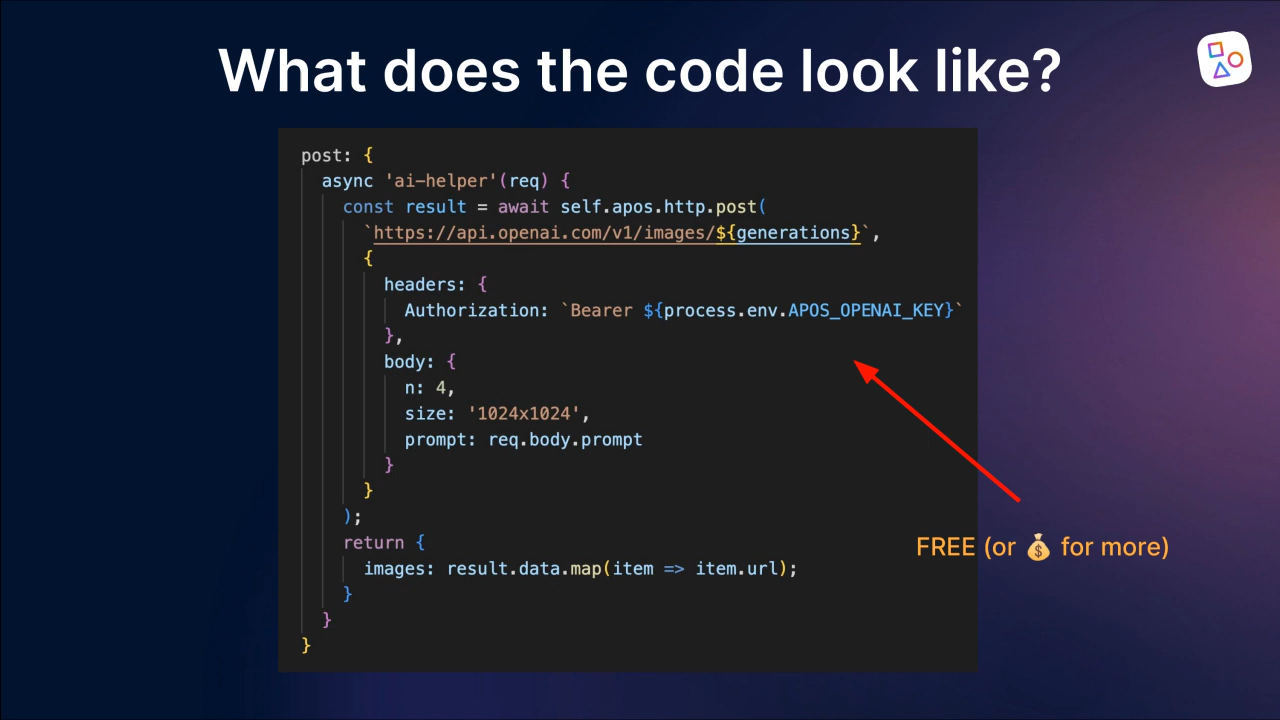 What does the code look like?
post: {
async 'ai-helper'(req) {
const result = await self.apos.http.post(
`https://api.openai.com/v1/images/${generations}`,
{
headers: {
Authorization: `Bearer ${process.env.APOS_OPENAI_KEY}`
},
body: {
n: 4,
size: '1024x1024',
prompt: req.body.prompt
}
}
);
return {
images: result.data.map(item => item.url);
}
}
}
FREE (or 💰 for more)